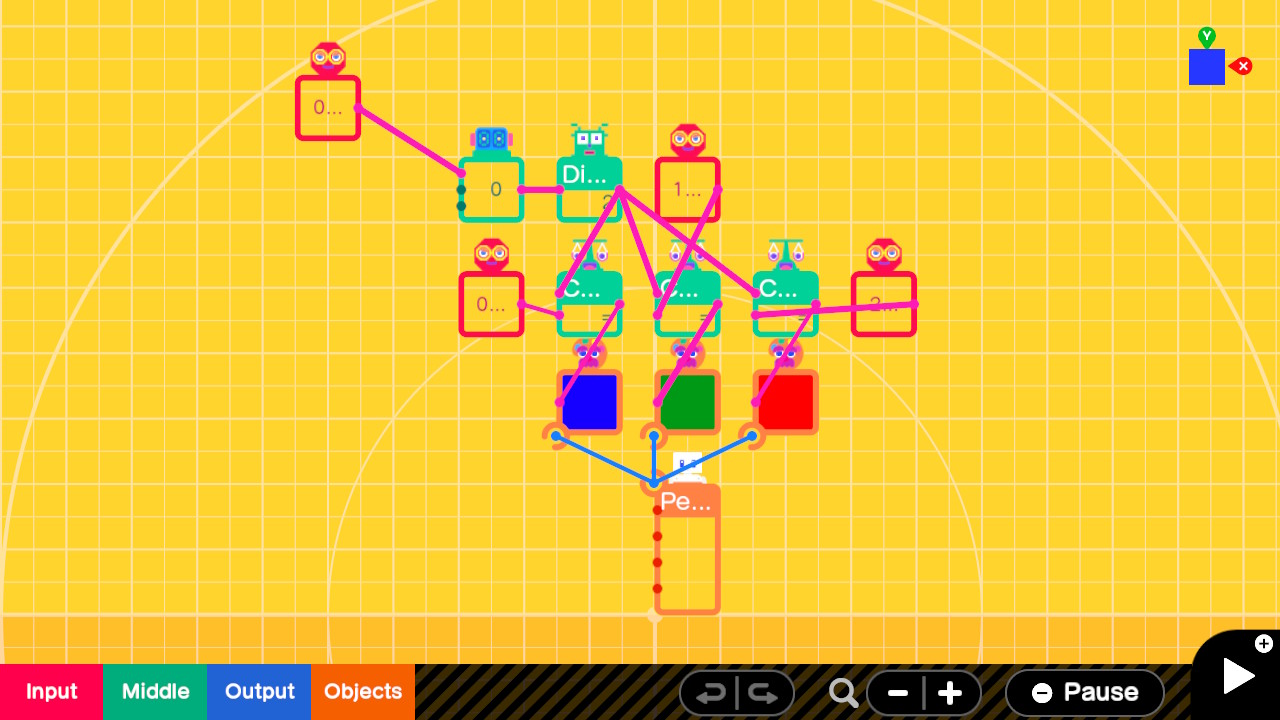 Y
X
0...
0
Di...
2
1...
0...
C...
=
C...
=
C...
=
2...
Pe...
Input
Middle
Output
Objects
Pause